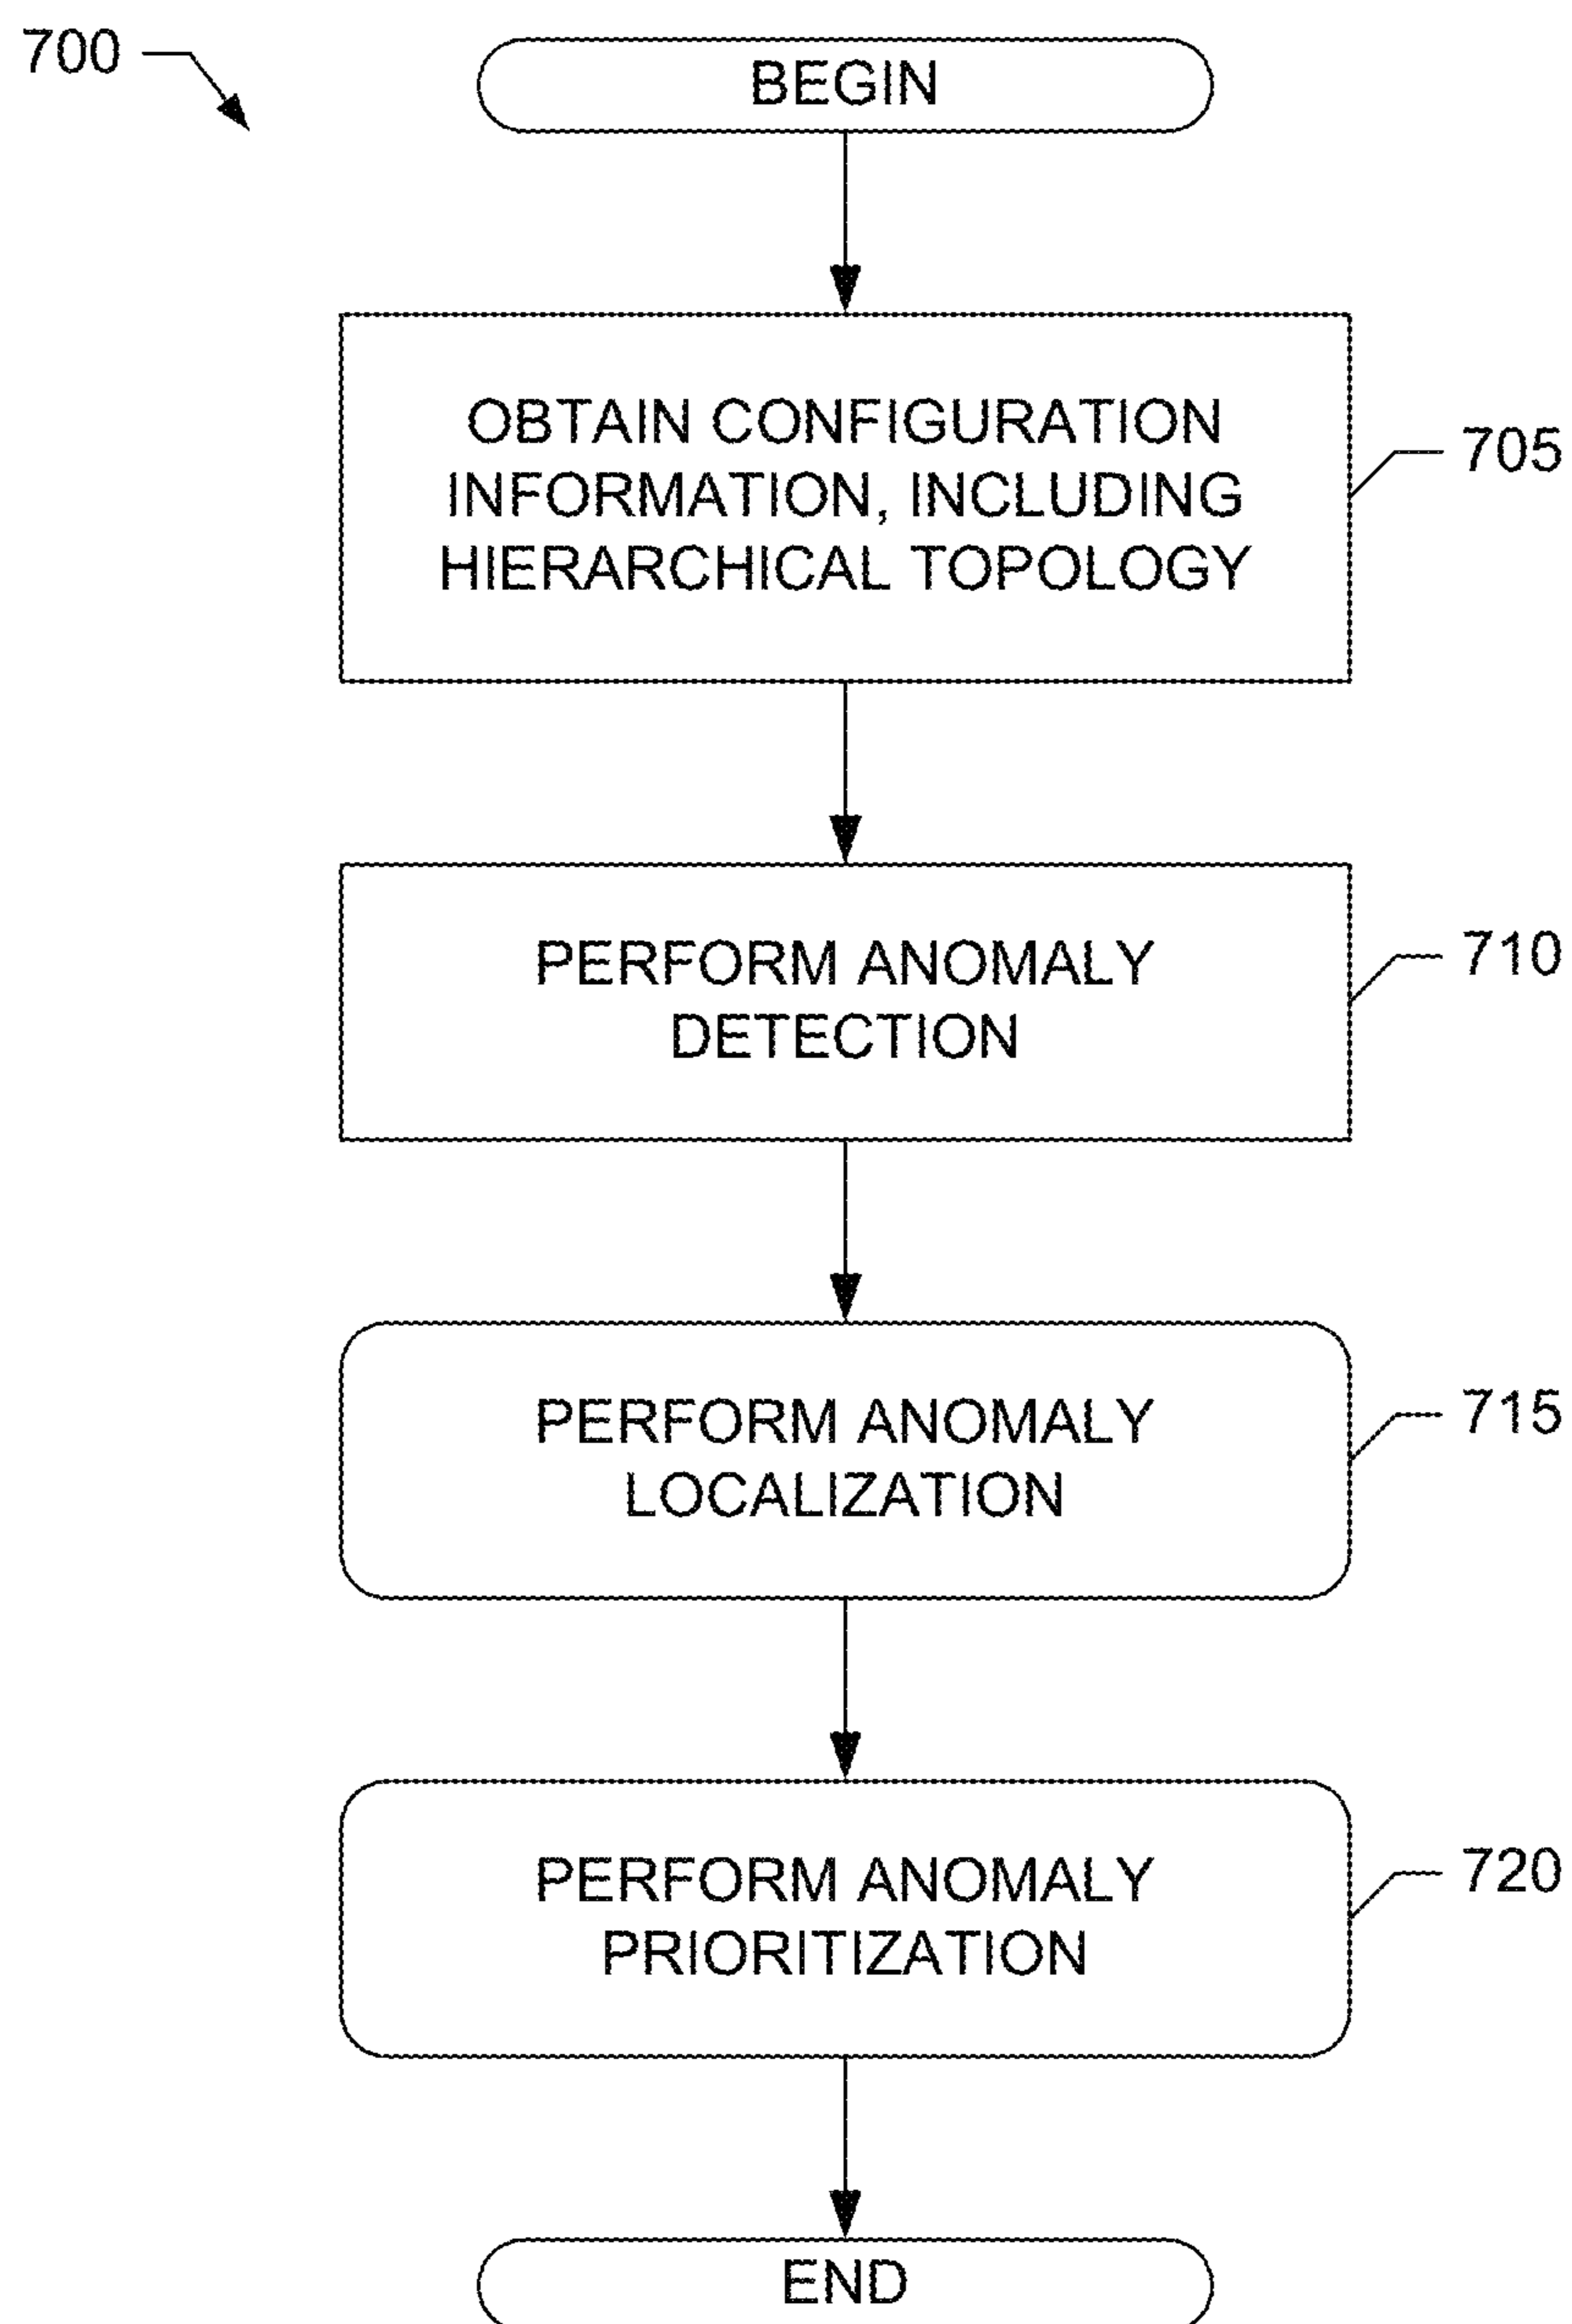 700
BEGIN
OBTAIN CONFIGURATION
INFORMATION, INCLUDING
HIERARCHICAL TOPOLOGY
705
PERFORM ANOMALY
DETECTION
710
PERFORM ANOMALY
LOCALIZATION
715
PERFORM ANOMALY
PRIORITIZATION
720
END